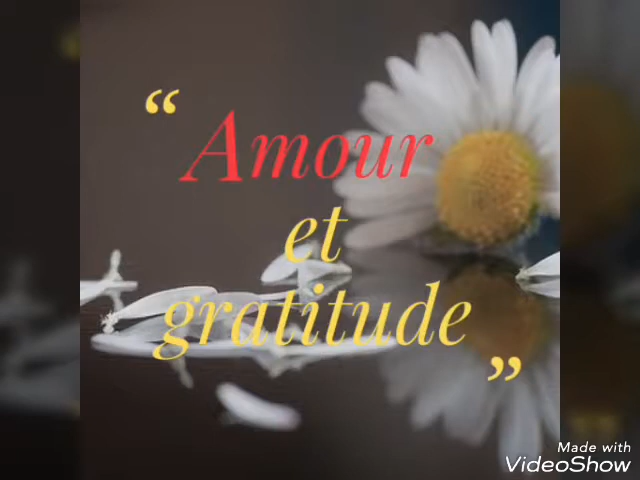 “ Amour
et
gratitude ”
Made with
VideoShow